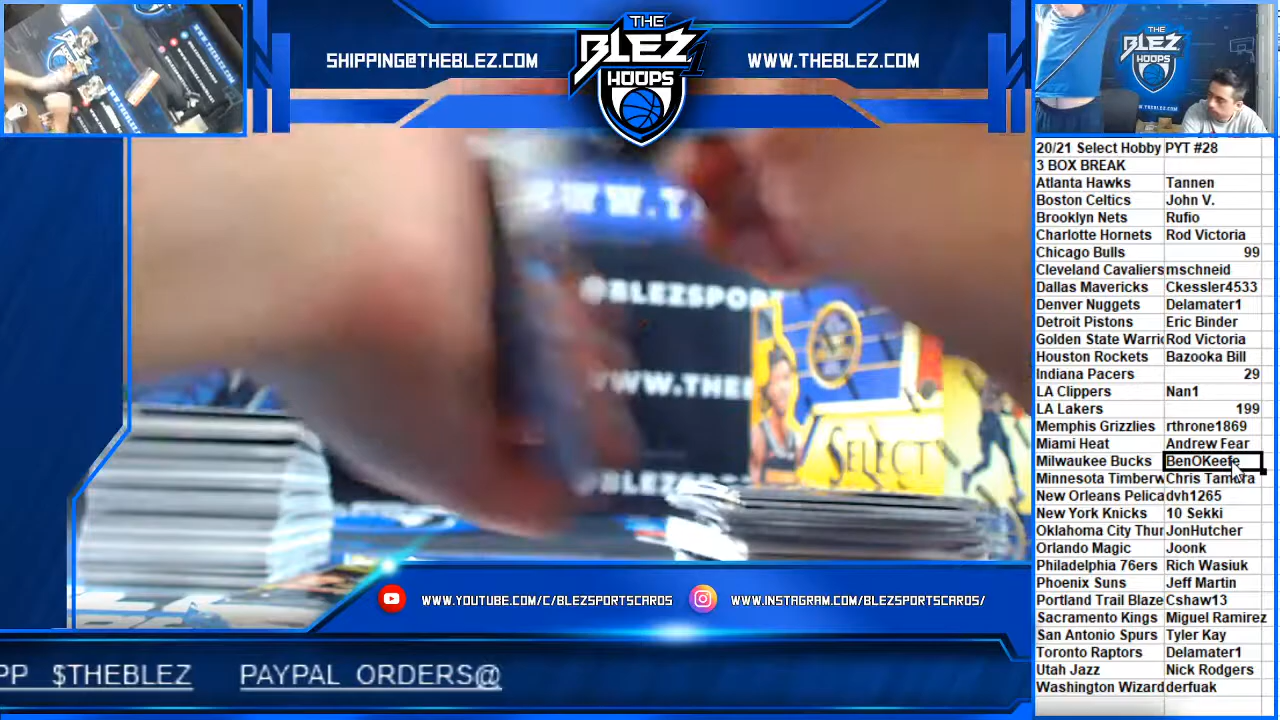 THE
BLEZ
HOOPS
SHIPPING@THEBLEZ.COM
WWW.THEBLEZ.COM
THE
BLEZ
HOOPS
@BLEZSPOR
WWW.THE
SELECT
20/21 Select Hobby PYT #28
3 BOX BREAK
Atlanta Hawks Tannen
Boston Celtics John V.
Brooklyn Nets Rufio
Charlotte Hornets Rod Victoria
Chicago Bulls 99
Cleveland Cavaliers mschneid
Dallas Mavericks Ckessler4533
Denver Nuggets Delamater1
Detroit Pistons Eric Binder
Golden State Warri Rod Victoria
Houston Rockets Bazooka Bill
Indiana Pacers 29
LA Clippers Nan1
LA Lakers 199
Memphis Grizzlies rthrone1869
Miami Heat Andrew Fear
Milwaukee Bucks BenOKeefe
Minnesota Timberw Chris Tamura
New Orleans Pelica dvh1265
New York Knicks 10 Sekki
Oklahoma City Thur JonHutcher
Orlando Magic Joonk
Philadelphia 76ers Rich Wasiuk
Phoenix Suns Jeff Martin
Portland Trail Blaze Cshaw13
Sacramento Kings Miguel Ramirez
San Antonio Spurs Tyler Kay
Toronto Raptors Delamater1
Utah Jazz Nick Rodgers
Washington Wizard derfuak
WWW.YOUTUBE.COM/C/BLEZSPORTSCARDS
WWW.INSTAGRAM.COM/BLEZSPORTSCARDS/
PP $THEBLEZ PAYPAL ORDERS@